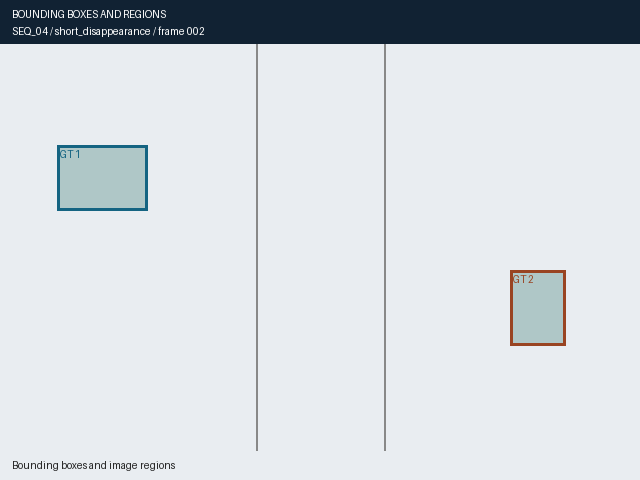 BOUNDING BOXES AND REGIONS
SEQ_04 / short_disappearance / frame 002
GT1
GT2
Bounding boxes and image regions